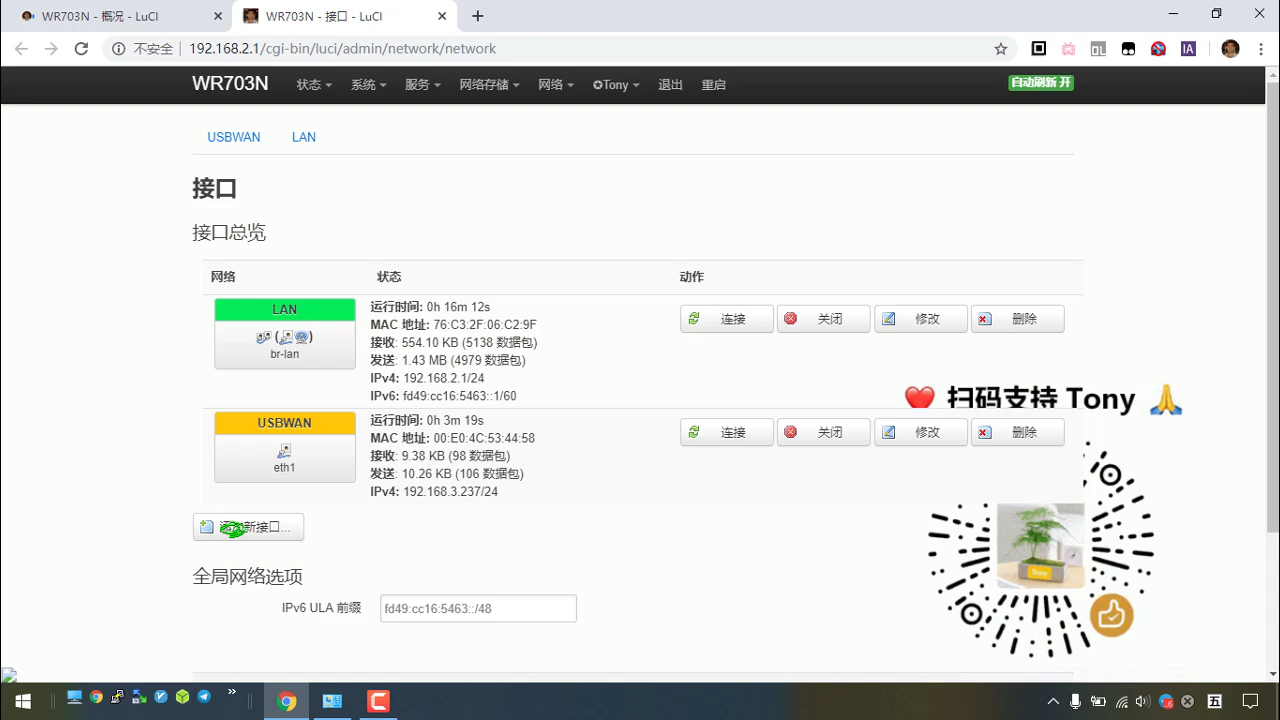 WR703N - 概况 - LuCI
WR703N - 接口 - LuCI
不安全 192.168.2.1/cgi-bin/luci/admin/network/network
WR703N 状态 系统 服务 网络存储 网络 ✪Tony 退出 重启 自动刷新 开
USBWAN LAN
接口
接口总览
网络 状态 动作
LAN
br-lan
运行时间: 0h 16m 12s
MAC 地址: 76:C3:2F:06:C2:9F
接收: 554.10 KB (5138 数据包)
发送: 1.43 MB (4979 数据包)
IPv4: 192.168.2.1/24
IPv6: fd49:cc16:5463::1/60
连接 关闭 修改 删除
❤️ 扫码支持 Tony 🙏
USBWAN
eth1
运行时间: 0h 3m 19s
MAC 地址: 00:E0:4C:53:44:58
接收: 9.38 KB (98 数据包)
发送: 10.26 KB (106 数据包)
IPv4: 192.168.3.237/24
连接 关闭 修改 删除
新接口...
Tony
全局网络选项
IPv6 ULA 前缀 fd49:cc16:5463::/48
五